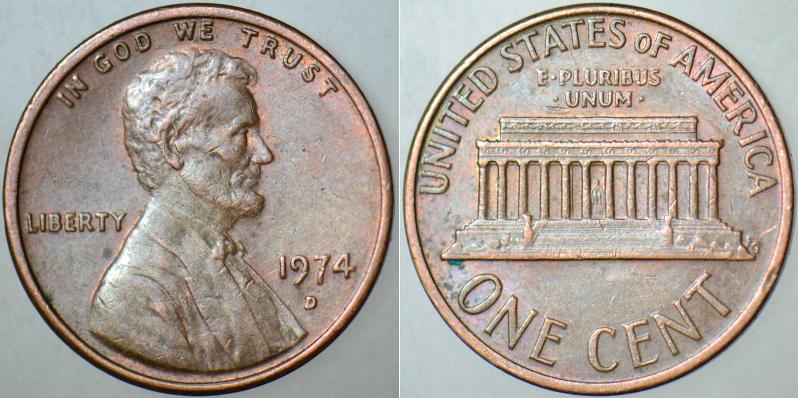 IN GOD WE TRUST
LIBERTY
1974
D
UNITED STATES OF AMERICA
E·PLURIBUS
·UNUM·
ONE CENT